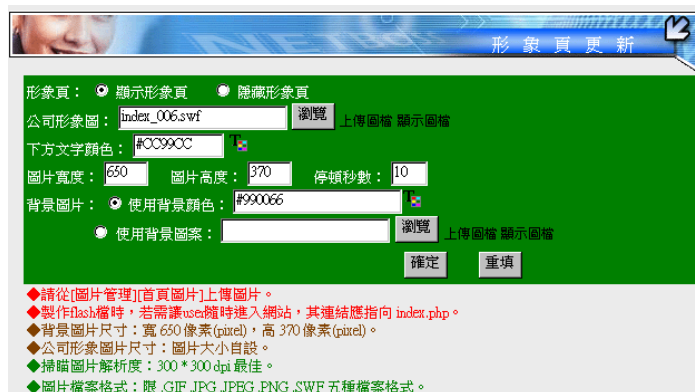 形象頁更新
形象頁： 顯示形象頁 隱藏形象頁
公司形象圖： index_006.swf 瀏覽 上傳圖檔 顯示圖檔
下方文字顏色： #CC99CC T
圖片寬度： 650 圖片高度： 370 停頓秒數： 10
背景圖片： 使用背景顏色： #990066 T
使用背景圖案： 瀏覽 上傳圖檔 顯示圖檔
確定 重填
◆請從[圖片管理][首頁圖片]上傳圖片。
◆製作flash檔時，若需讓user隨時進入網站，其連結應指向 index.php。
◆背景圖片尺寸：寬 650 像素(pixel)，高 370 像素(pixel)。
◆公司形象圖片尺寸：圖片大小自設。
◆掃瞄圖片解析度：300 * 300 dpi 最佳。
◆圖片檔案格式：限 .GIF .JPG .JPEG .PNG .SWF 五種檔案格式。